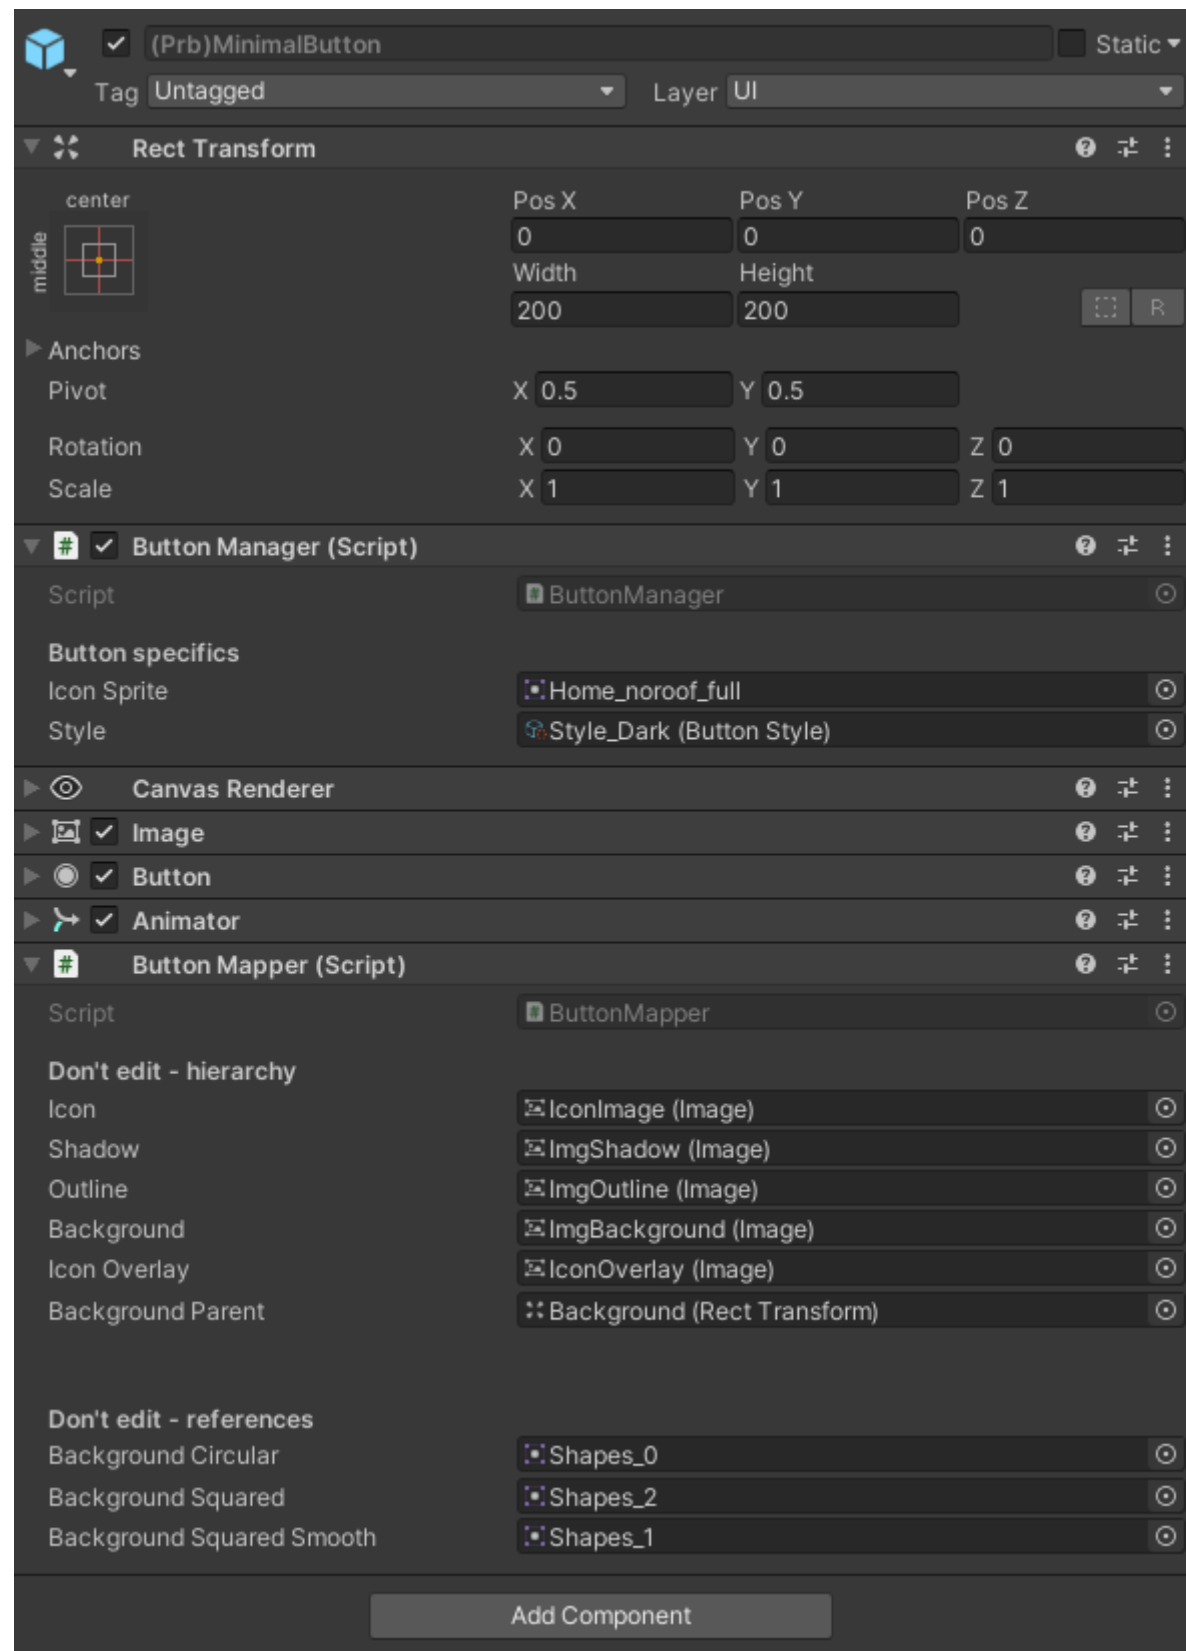 (Prb)MinimalButton Static
Tag Untagged Layer UI
Rect Transform
center
middle
Pos X Pos Y Pos Z
0 0 0
Width Height
200 200
R
Anchors
Pivot X 0.5 Y 0.5
Rotation X 0 Y 0 Z 0
Scale X 1 Y 1 Z 1
# Button Manager (Script)
Script ButtonManager
Button specifics
Icon Sprite Home_noroof_full
Style Style_Dark (Button Style)
Canvas Renderer
Image
Button
Animator
# Button Mapper (Script)
Script ButtonMapper
Don't edit - hierarchy
Icon IconImage (Image)
Shadow ImgShadow (Image)
Outline ImgOutline (Image)
Background ImgBackground (Image)
Icon Overlay IconOverlay (Image)
Background Parent Background (Rect Transform)
Don't edit - references
Background Circular Shapes_0
Background Squared Shapes_2
Background Squared Smooth Shapes_1
Add Component